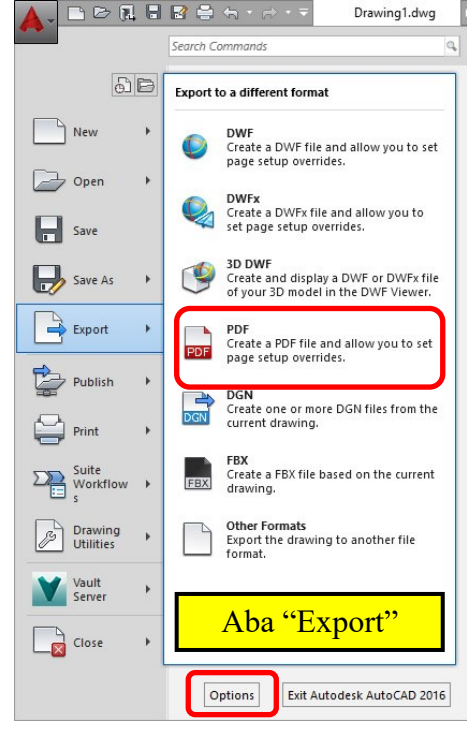 Drawing1.dwg
Search Commands
Export to a different format
New
Open
Save
Save As
Export
Publish
Print
Suite
Workflow
s
Drawing
Utilities
Vault
Server
Close
DWF
Create a DWF file and allow you to set
page setup overrides.
DWFx
Create a DWFx file and allow you to
set page setup overrides.
3D DWF
Create and display a DWF or DWFx file
of your 3D model in the DWF Viewer.
PDF
PDF
Create a PDF file and allow you to set
page setup overrides.
DGN
DGN
Create one or more DGN files from the
current drawing.
FBX
FBX
Create a FBX file based on the current
drawing.
Other Formats
Export the drawing to another file
format.
Aba “Export”
Options
Exit Autodesk AutoCAD 2016